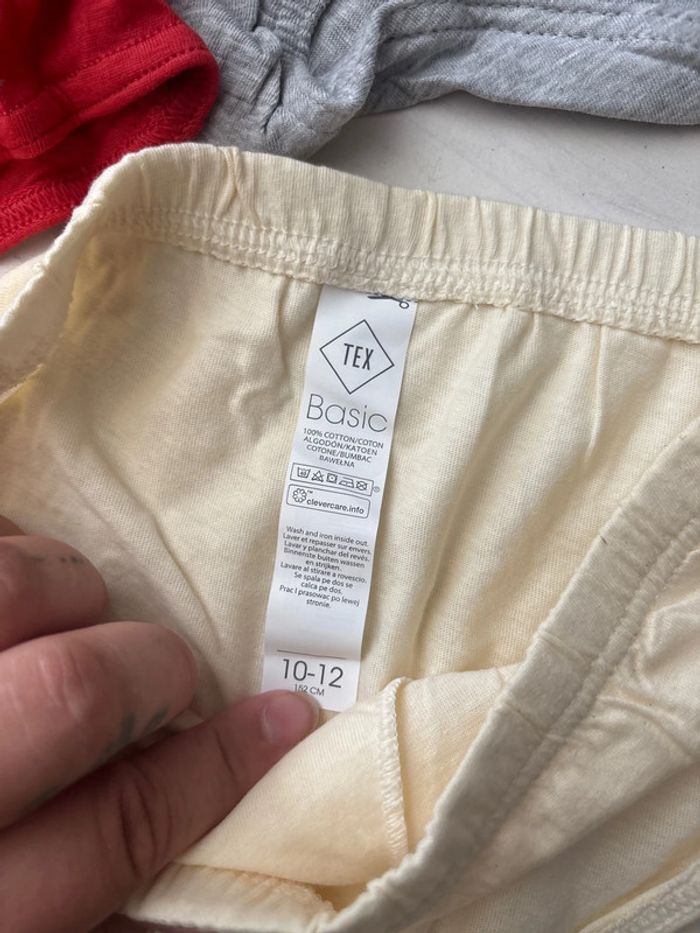 TEX
Basic
100% COTTON/COTON
ALGODÓN/KATOEN
COTONE/BUMBAC
BAWEŁNA
clevercare.info
Wash and iron inside out.
Laver et repasser sur envers.
Lavar y planchar del revés.
Binnenste buiten wassen
en strijken.
Lavare al stirare a rovescio.
Se spala pe dos se
calca pe dos.
Prac I prasowac po lewej
stronie.
10-12
152 CM